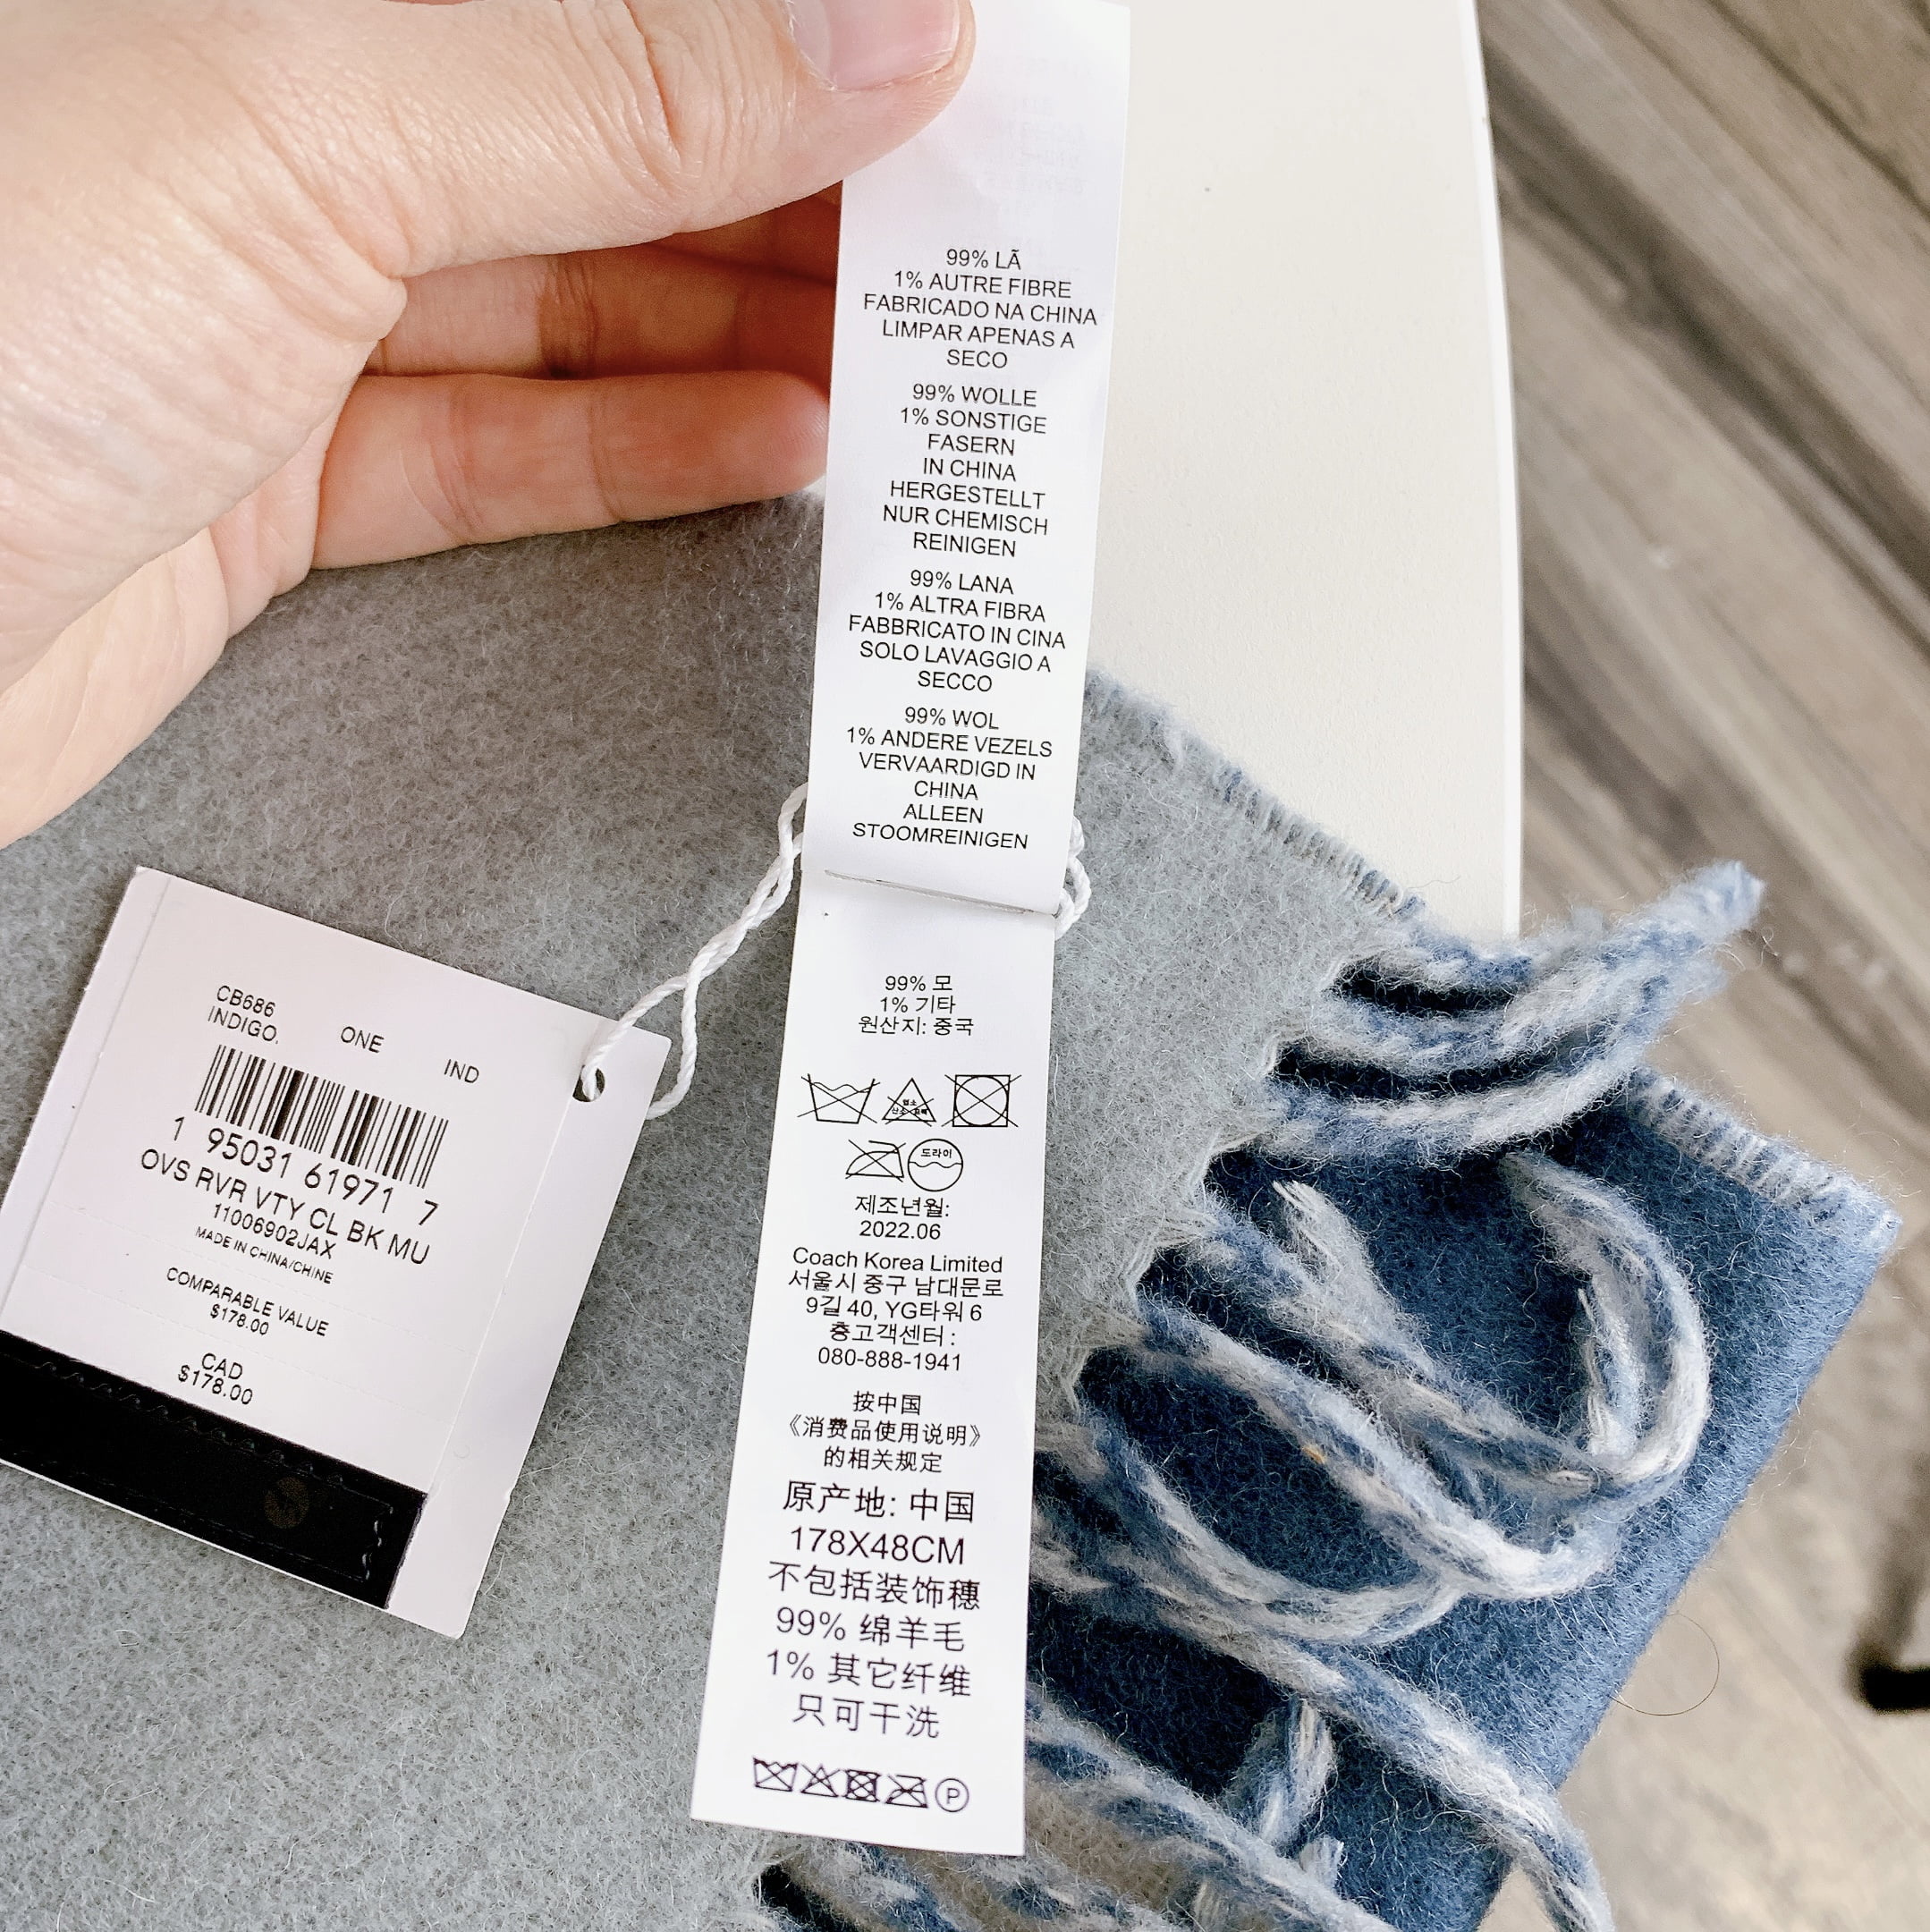 99% LÃ
1% AUTRE FIBRE
FABRICADO NA CHINA
LIMPAR APENAS A
SECO
99% WOLLE
1% SONSTIGE
FASERN
IN CHINA
HERGESTELLT
NUR CHEMISCH
REINIGEN
99% LANA
1% ALTRA FIBRA
FABBRICATO IN CINA
SOLO LAVAGGIO A
SECCO
99% WOL
1% ANDERE VEZELS
VERVAARDIGD IN
CHINA
ALLEEN
STOOMREINIGEN
99% 모
1% 기타
원산지: 중국
도라이
제조년월:
2022.06
Coach Korea Limited
서울시 중구 남대문로
9길 40, YG타워 6
층고객센터 :
080-888-1941
按中国
《消费品使用说明》
的相关规定
原产地: 中国
178X48CM
不包括装饰穗
99% 绵羊毛
1% 其它纤维
只可干洗
P
CB686
INDIGO. ONE IND
1 95031 61971 7
OVS RVR VTY CL BK MU
11006902JAX
MADE IN CHINA/CHINE
COMPARABLE VALUE
$178.00
CAD
$178.00